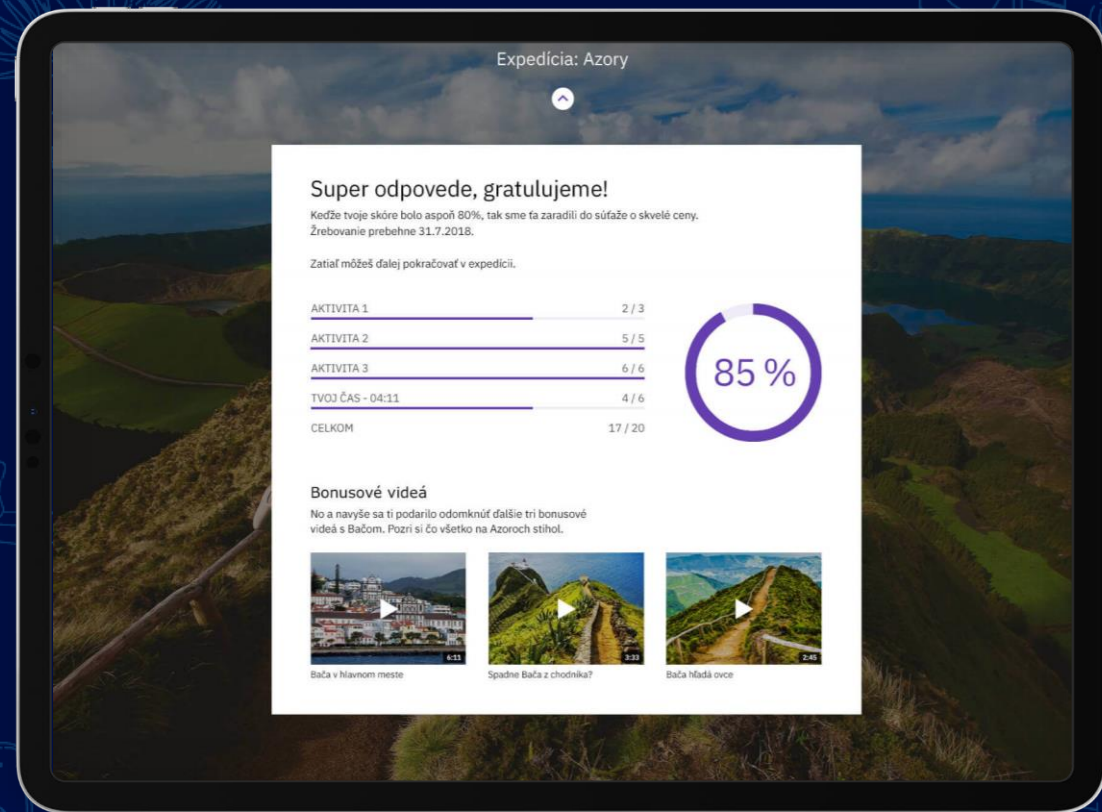 Expedícia: Azory
Super odpovede, gratulujeme!
Keďže tvoje skóre bolo aspoň 80%, tak sme ťa zaradili do súťaže o skvelé ceny.
Žrebovanie prebehne 31.7.2018.
Zatiaľ môžeš ďalej pokračovať v expedícii.
AKTIVITA 1 2 / 3
AKTIVITA 2 5 / 5
AKTIVITA 3 6 / 6
TVOJ ČAS - 04:11 4 / 6
CELKOM 17 / 20
85 %
Bonusové videá
No a navyše sa ti podarilo odomknúť ďalšie tri bonusové
videá s Bačom. Pozri si čo všetko na Azoroch stihol.
6:11
3:33
2:45
Bača v hlavnom meste
Spadne Bača z chodníka?
Bača hľadá ovce